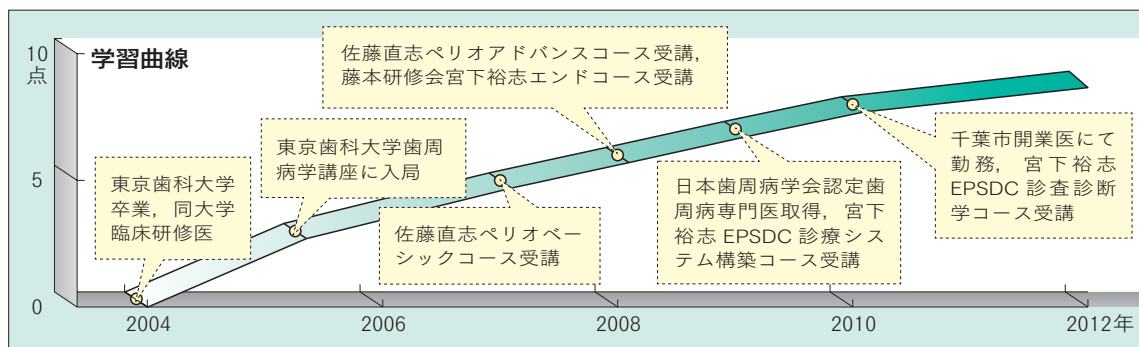 学習曲線
10
点
5
0
東京歯科大学
卒業，同大学
臨床研修医
東京歯科大学歯周
病学講座に入局
佐藤直志ペリオベー
シックコース受講
佐藤直志ペリオアドバンスコース受講，
藤本研修会宮下裕志エンドコース受講
日本歯周病学会認定歯
周病専門医取得，宮下
裕志 EPSDC 診療シス
テム構築コース受講
千葉市開業医にて
勤務，宮下裕志
EPSDC 診査診断
学コース受講
2004
2006
2008
2010
2012年